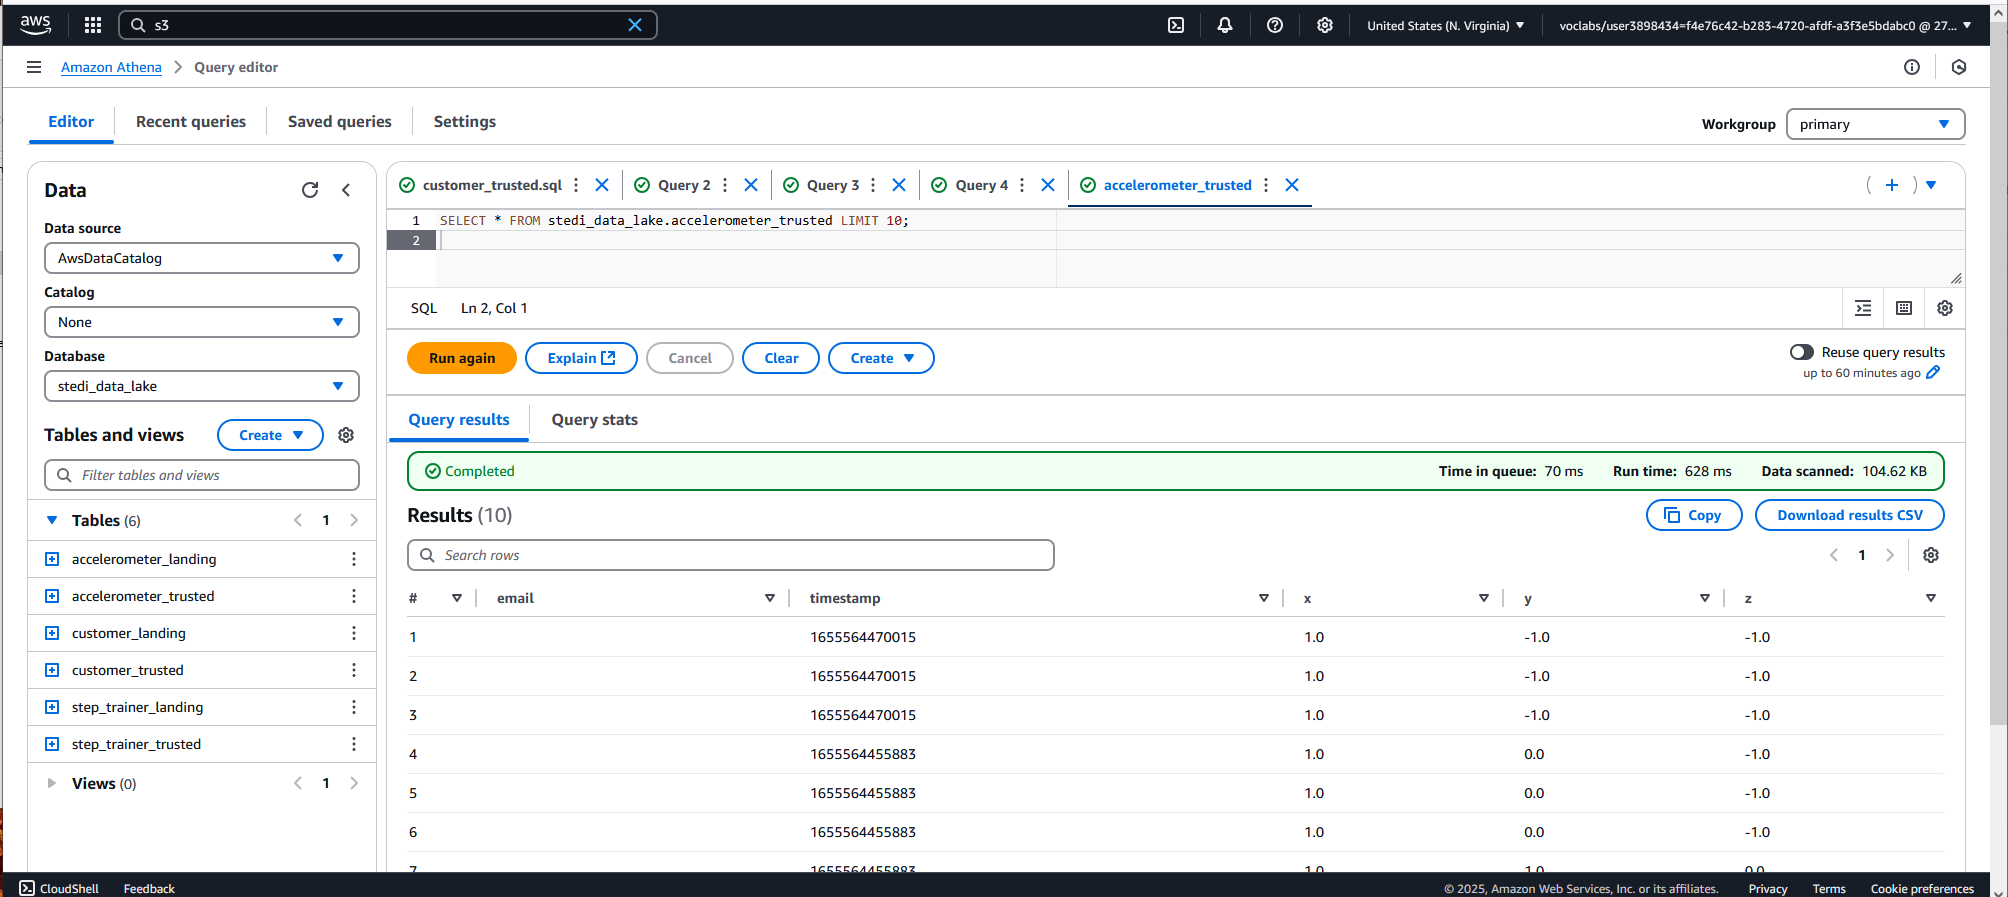 aws
s3
United States (N. Virginia)
voclabs/user3898434=f4e76c42-b283-4720-afdf-a3f3e5bdabc0 @ 27...
Amazon Athena > Query editor
Editor
Recent queries
Saved queries
Settings
Workgroup
primary
Data
Data source
AwsDataCatalog
Catalog
None
Database
stedi_data_lake
Tables and views
Create
Filter tables and views
Tables (6)
1
accelerometer_landing
accelerometer_trusted
customer_landing
customer_trusted
step_trainer_landing
step_trainer_trusted
Views (0)
1
customer_trusted.sql
Query 2
Query 3
Query 4
accelerometer_trusted
1 SELECT * FROM stedi_data_lake.accelerometer_trusted LIMIT 10;
2
SQL Ln 2, Col 1
Run again
Explain
Cancel
Clear
Create
Reuse query results
up to 60 minutes ago
Query results
Query stats
Completed
Time in queue: 70 ms Run time: 628 ms Data scanned: 104.62 KB
Results (10)
Copy
Download results CSV
Search rows
1
# email timestamp x y z
1 1655564470015 1.0 -1.0 -1.0
2 1655564470015 1.0 -1.0 -1.0
3 1655564470015 1.0 -1.0 -1.0
4 1655564455883 1.0 0.0 -1.0
5 1655564455883 1.0 0.0 -1.0
6 1655564455883 1.0 0.0 -1.0
7 1655564455883 1.0 1.0 0.0
CloudShell Feedback
© 2025, Amazon Web Services, Inc. or its affiliates. Privacy Terms Cookie preferences